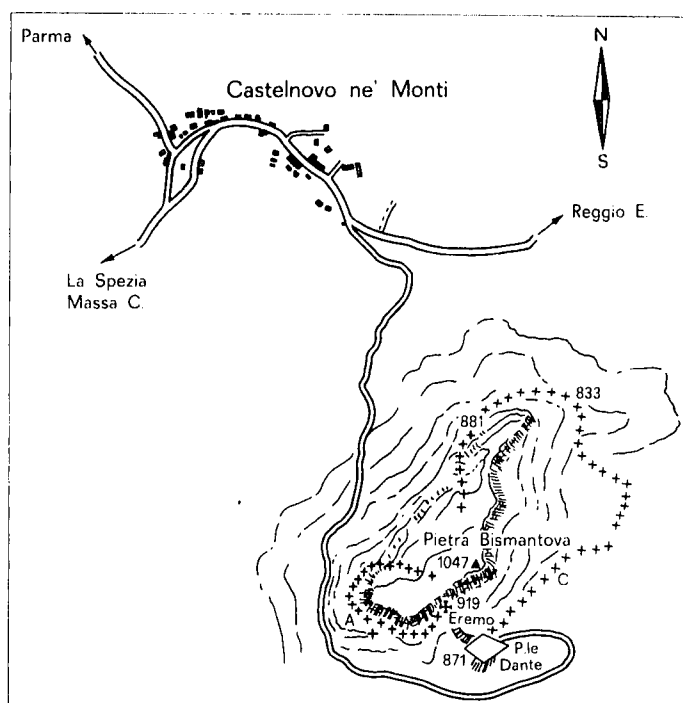 Parma
N
Castelnovo ne' Monti
S
Reggio E.
La Spezia
Massa C.
833
881
Pietra Bismantova
1047
C
919
A
Eremo
P.le
Dante
871